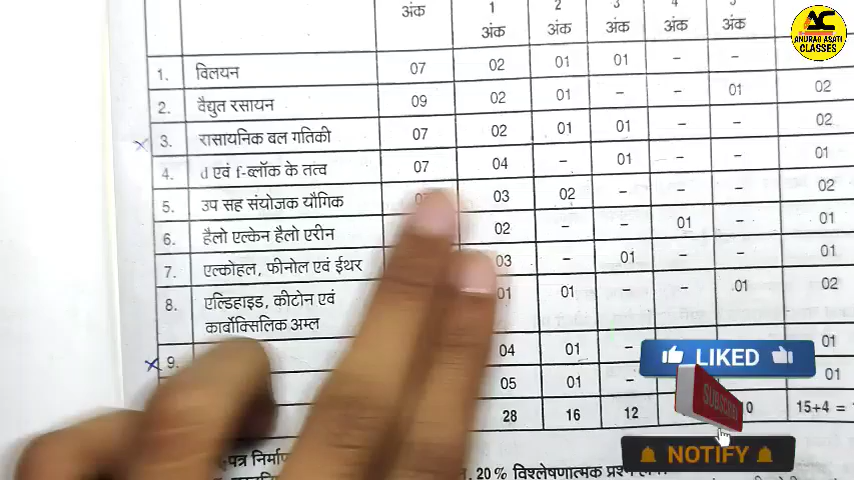 अंक 1 2 3 4
अंक अंक अंक अंक अंक
1. विलयन 07 02 01 01 – –
2. वैद्युत रसायन 09 02 01 – – 01 02
3. रासायनिक बल गतिकी 07 02 01 01 – – 02
4. d एवं f-ब्लॉक के तत्व 07 04 – 01 – – 01
5. उप सह संयोजक यौगिक 03 02 – – – 02
6. हैलो एल्केन हैलो एरीन 02 – – 01 – 01
7. एल्कोहल, फीनोल एवं ईथर 03 – 01 – – 01
8. एल्डिहाइड, कीटोन एवं 01 01 – – 01 02
कार्बोक्सिलिक अम्ल
9. 04 01 – 01
05 01 – 01
28 16 12 15+4 =
-पत्र निर्माण
20% विश्लेषणात्मक प्रश्न
AC
ANURAG ASATI
CLASSES
LIKED
SUBSCRIBE
NOTIFY